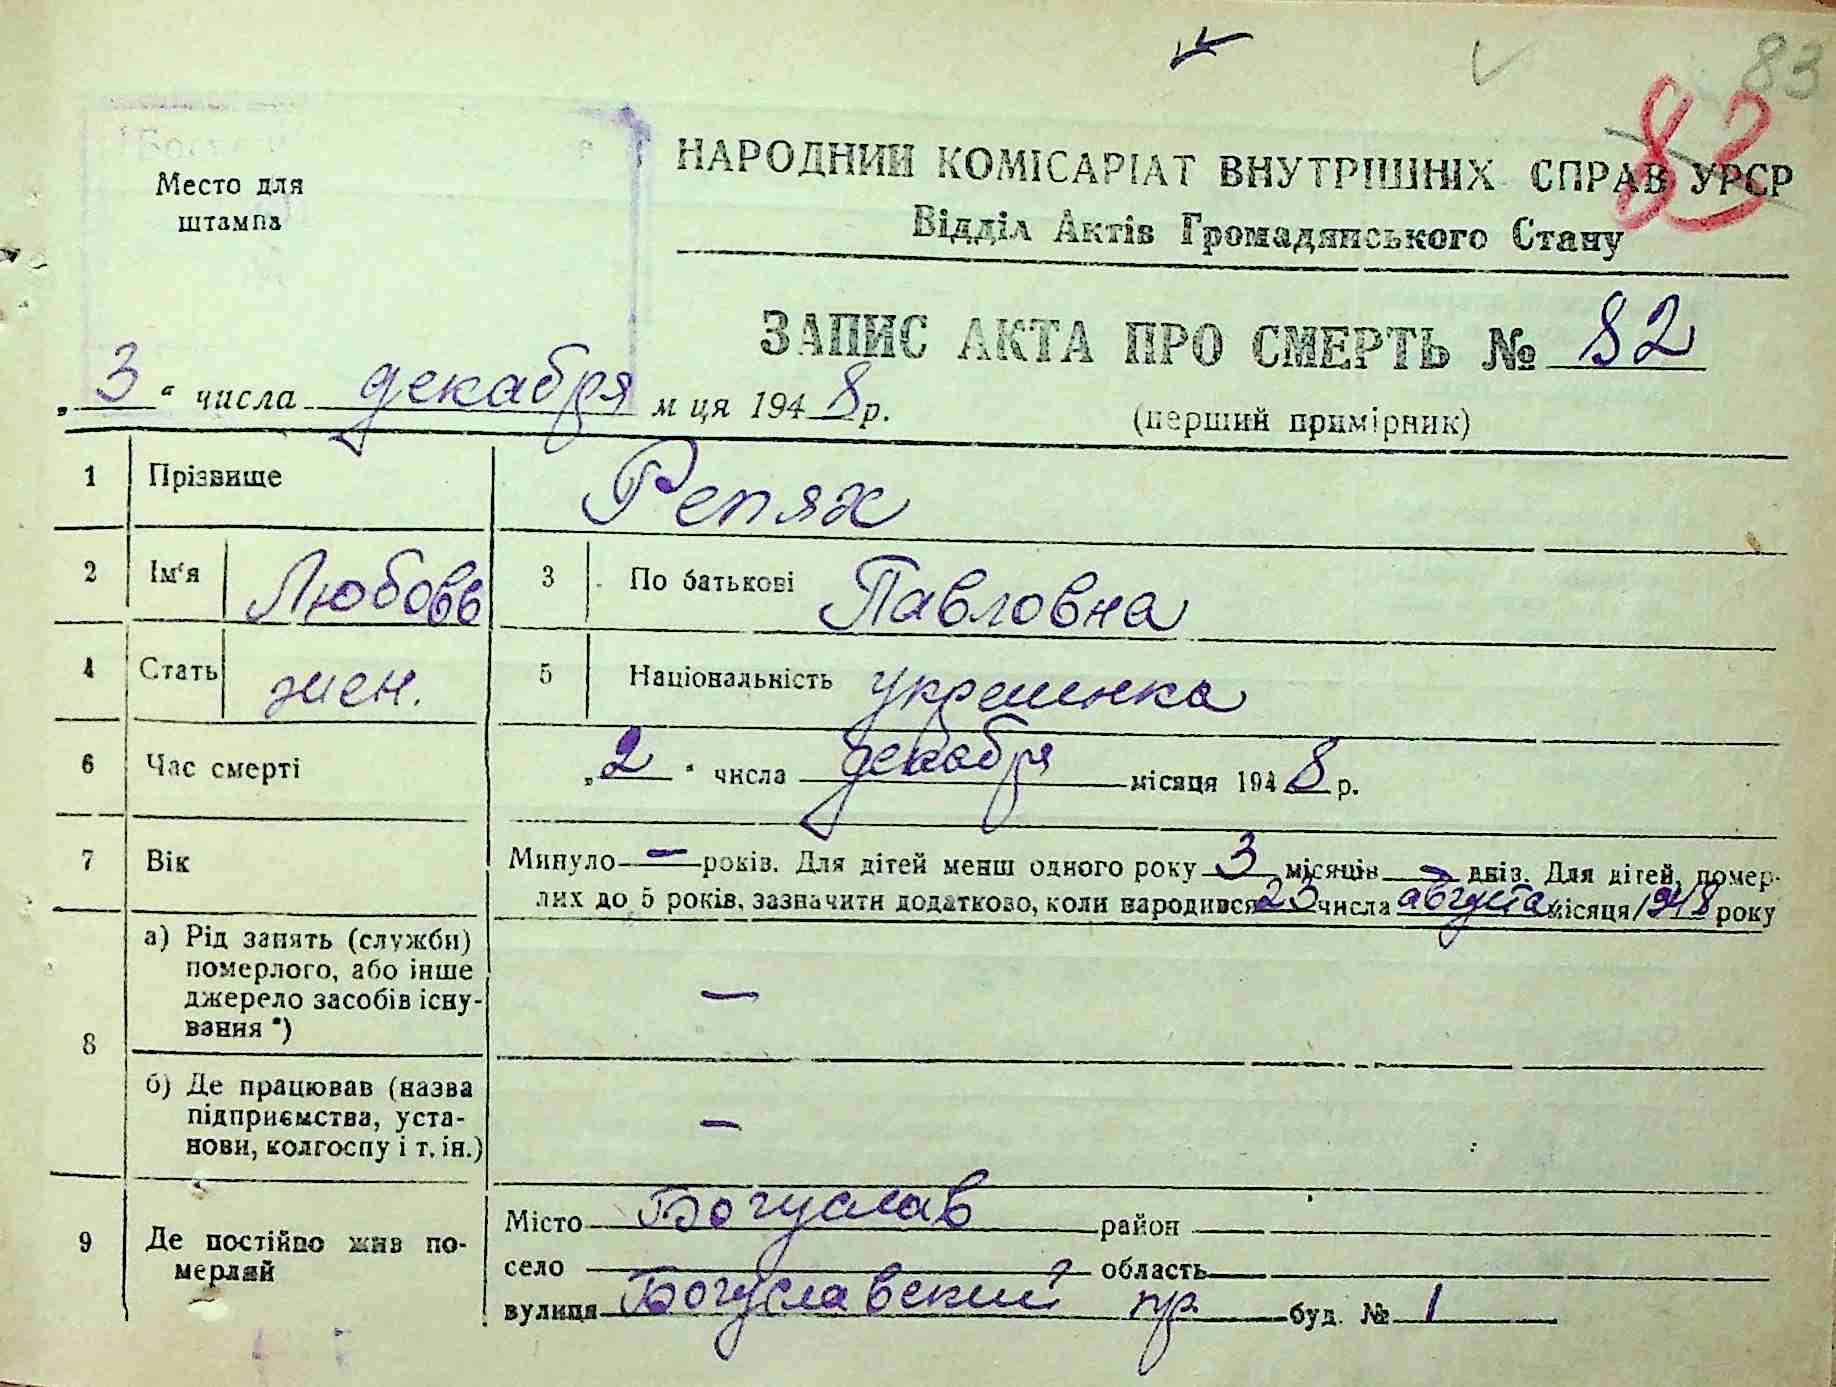 83
83
Место для
штампа
НАРОДНИЙ КОМІСАРІАТ ВНУТРІШНІХ СПРАВ УРСР
Відділ Актів Громадянського Стану
ЗАПИС АКТА ПРО СМЕРТЬ № 82
(перший примірник)
„3“ числа декабря м ця 1948 р.
1 Прізвище Репях
2 Ім'я Любовь 3 По батькові Павловна
4 Стать жен. 5 Національність украинка
6 Час смерті „2“ числа декабря місяця 1948 р.
7 Вік Минуло — років. Для дітей менш одного року 3 місяців — днів. Для дітей, помер-
лих до 5 років, зазначити додатково, коли народився 23 числа августа місяця 1948 року
8 а) Рід занять (служби)
померлого, або інше
джерело засобів існу-
вання *) —
б) Де працював (назва
підприємства, уста-
нови, колгоспу і т. ін.) —
9 Де постійно жив по-
мерлий
Місто Богуслав район
село область
вулиця Богуславский пр. буд. № 1